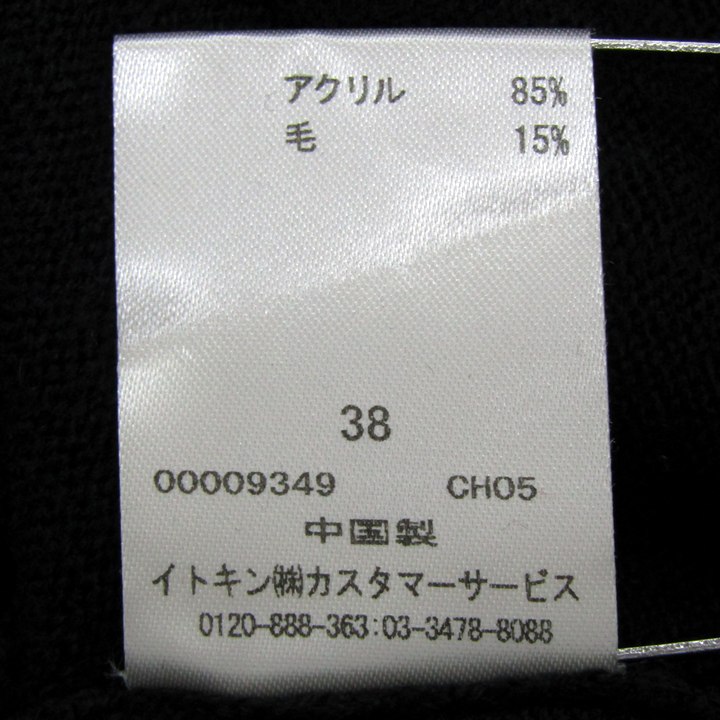 アクリル 85%
毛 15%
38
00009349 CH05
中国製
イトキン㈱カスタマーサービス
0120-888-363:03-3478-8088